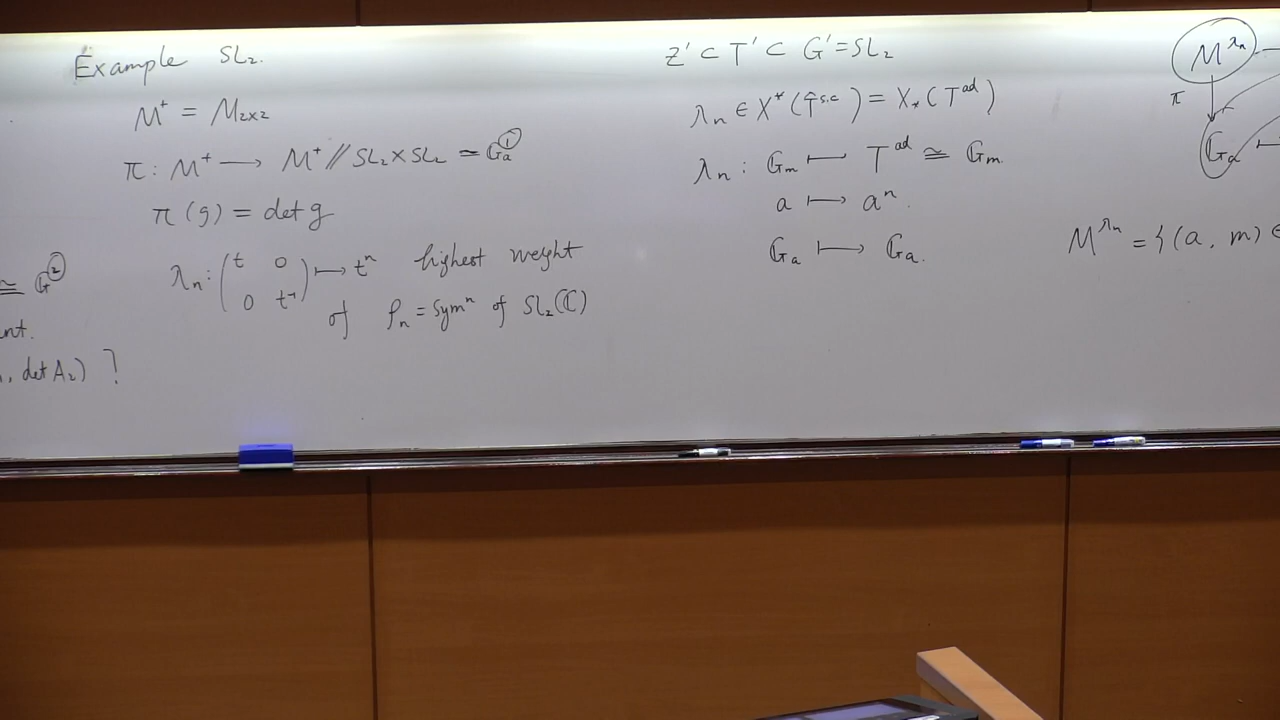 Example SL₂.
M⁺ = M₂ₓ₂
π : M⁺ ⟶ M⁺ // SL₂ × SL₂ ≃ 𝔾ₐ^①
π(g) = det g
λₙ : (t 0 / 0 t⁻¹) ⟼ tⁿ highest weight
of ρₙ = Symⁿ of SL₂(ℂ)
≃ 𝔾^②
nt.
, det A₂) ?
Z' ⊂ T' ⊂ G' = SL₂
λₙ ∈ X*(T̂^{s.c}) = X_*(T^{ad})
λₙ : 𝔾ₘ ⟼ T^{ad} ≅ 𝔾ₘ.
a ⟼ aⁿ.
𝔾ₐ ⟼ 𝔾ₐ.
M^{λₙ}
π
𝔾ₐ
M^{λₙ} = {(a, m) ∈